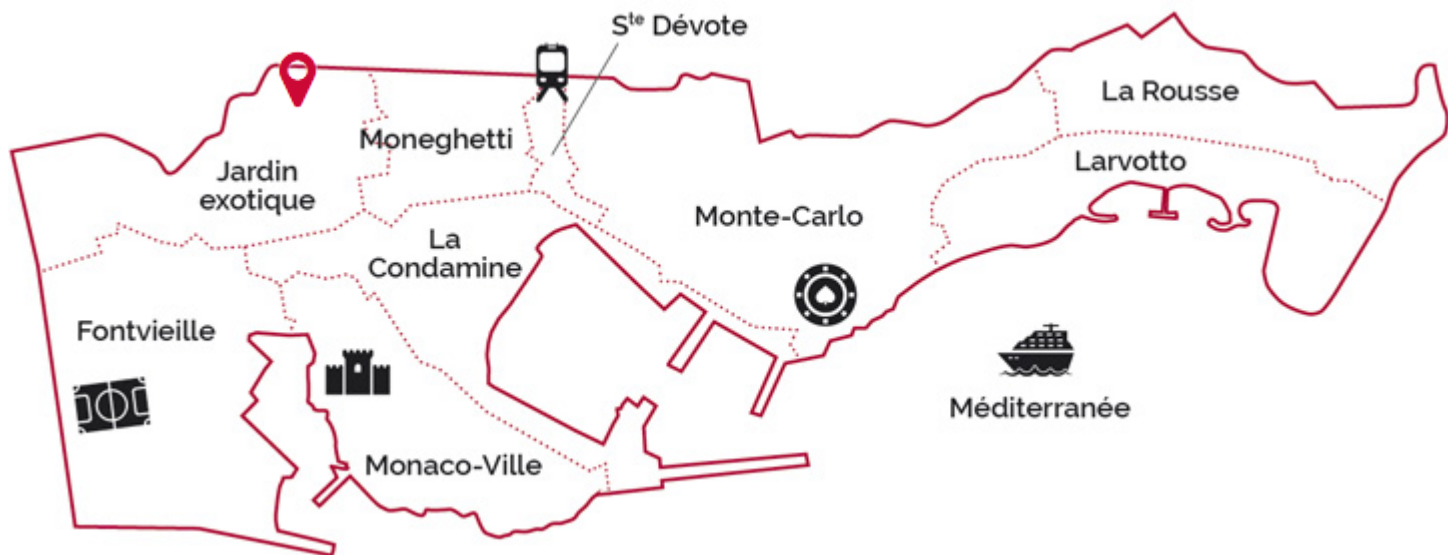 Sᵗᵉ Dévote
La Rousse
Moneghetti
Larvotto
Jardin
exotique
Monte-Carlo
La
Condamine
Fontvieille
Méditerranée
Monaco-Ville